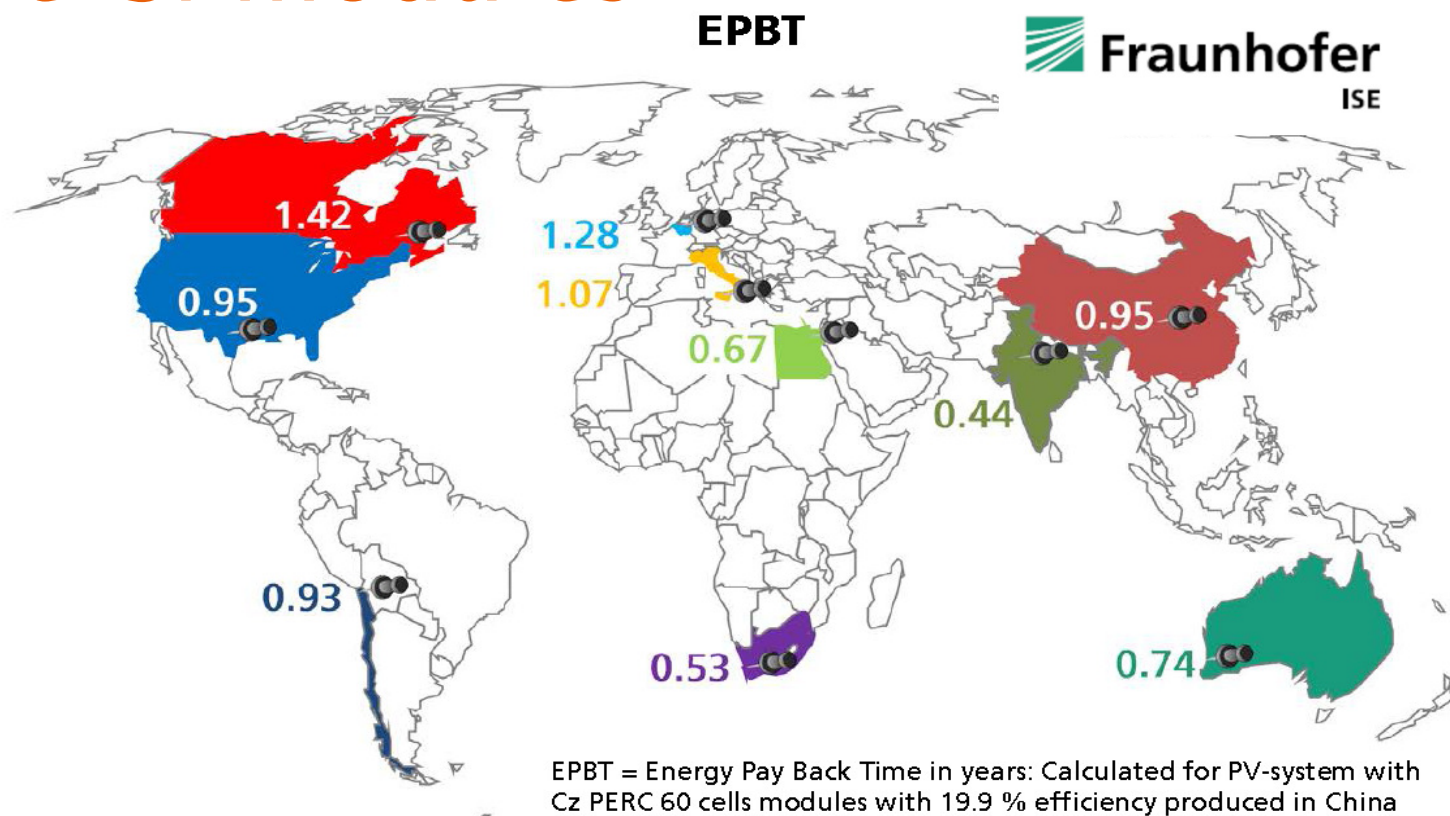 EPBT
Fraunhofer
ISE
1.42
1.28
0.95
1.07
0.95
0.67
0.44
0.93
0.53
0.74
EPBT = Energy Pay Back Time in years: Calculated for PV-system with
Cz PERC 60 cells modules with 19.9 % efficiency produced in China